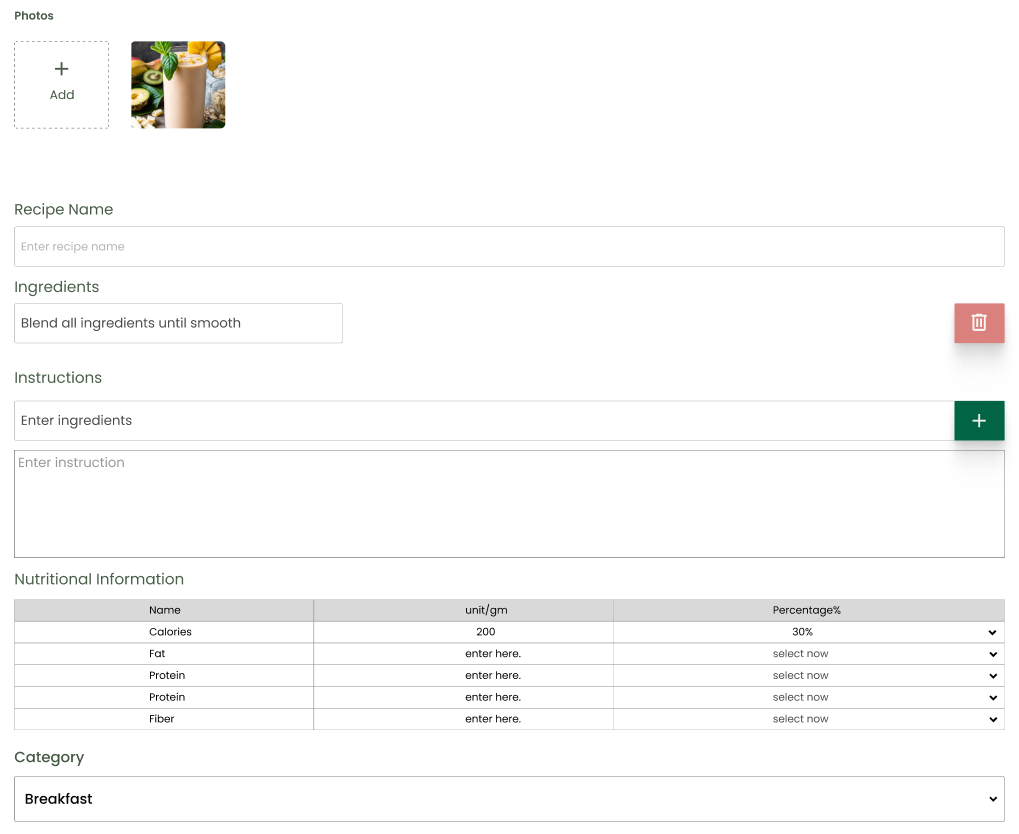 Photos
+
Add
Recipe Name
Enter recipe name
Ingredients
Blend all ingredients until smooth
Instructions
Enter ingredients
+
Enter instruction
Nutritional Information
Name unit/gm Percentage%
Calories 200 30%
Fat enter here. select now
Protein enter here. select now
Protein enter here. select now
Fiber enter here. select now
Category
Breakfast